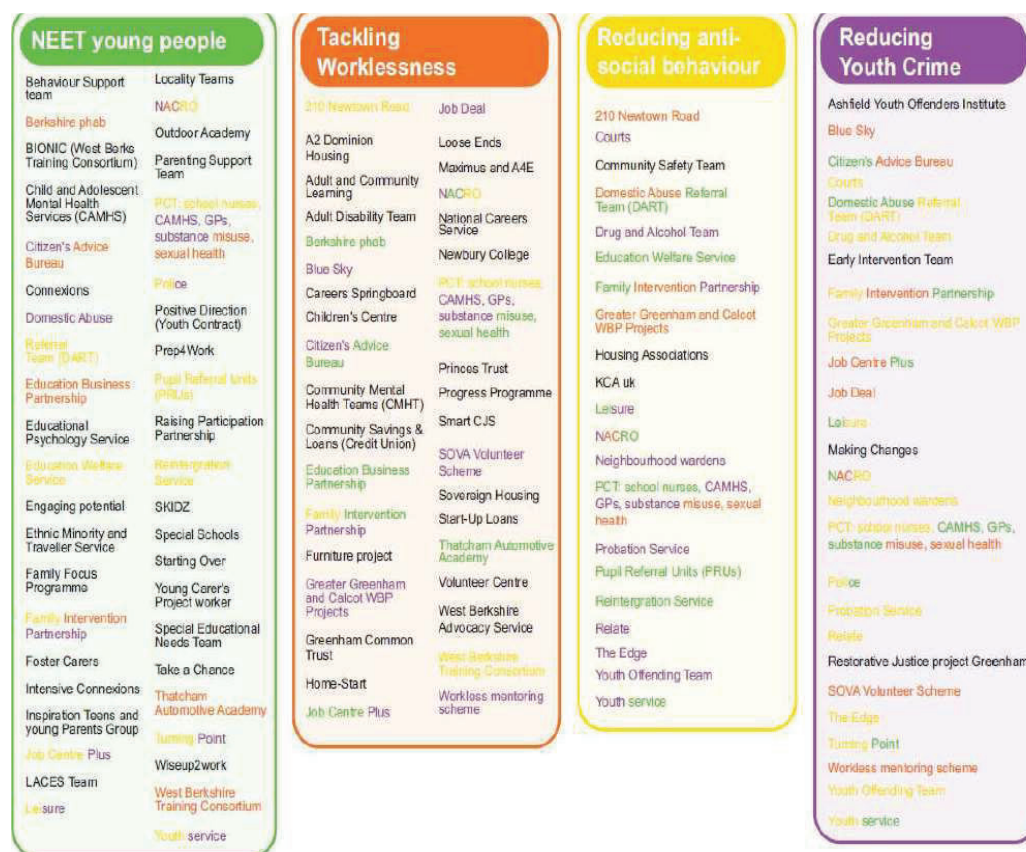 NEET young people
Behaviour Support
team
Berkshire phab
BIONIC (West Berks
Training Consortium)
Child and Adolescent
Mental Health
Services (CAMHS)
Citizen's Advice
Bureau
Connexions
Domestic Abuse
Referral
Team (DART)
Education Business
Partnership
Educational
Psychology Service
Education Welfare
Service
Engaging potential
Ethnic Minority and
Traveller Service
Family Focus
Programme
Family Intervention
Partnership
Foster Carers
Intensive Connexions
Inspiration Teens and
young Parents Group
Job Centre Plus
LACES Team
Leisure
Locality Teams
NACRO
Outdoor Academy
Parenting Support
Team
PCT: school nurses,
CAMHS, GPs,
substance misuse,
sexual health
Police
Positive Direction
(Youth Contract)
Prep4Work
Pupil Referral Units
(PRUs)
Raising Participation
Partnership
Reintergration
Service
SKIDZ
Special Schools
Starting Over
Young Carer's
Project worker
Special Educational
Needs Team
Take a Chance
Thatcham
Automotive Academy
Turning Point
Wiseup2work
West Berkshire
Training Consortium
Youth service
Tackling
Worklessness
210 Newtown Road
A2 Dominion
Housing
Adult and Community
Learning
Adult Disability Team
Berkshire phab
Blue Sky
Careers Springboard
Children's Centre
Citizen's Advice
Bureau
Community Mental
Health Teams (CMHT)
Community Savings &
Loans (Credit Union)
Education Business
Partnership
Family Intervention
Partnership
Furniture project
Greater Greenham
and Calcot WBP
Projects
Greenham Common
Trust
Home-Start
Job Centre Plus
Job Deal
Loose Ends
Maximus and A4E
NACRO
National Careers
Service
Newbury College
PCT: school nurses,
CAMHS, GPs,
substance misuse,
sexual health
Princes Trust
Progress Programme
Smart CJS
SOVA Volunteer
Scheme
Sovereign Housing
Start-Up Loans
Thatcham Automotive
Academy
Volunteer Centre
West Berkshire
Advocacy Service
West Berkshire
Training Consortium
Workless mentoring
scheme
Reducing anti-
social behaviour
210 Newtown Road
Courts
Community Safety Team
Domestic Abuse Referral
Team (DART)
Drug and Alcohol Team
Education Welfare Service
Family Intervention Partnership
Greater Greenham and Calcot
WBP Projects
Housing Associations
KCA uk
Leisure
NACRO
Neighbourhood wardens
PCT: school nurses, CAMHS,
GPs, substance misuse, sexual
health
Probation Service
Pupil Referral Units (PRUs)
Reintergration Service
Relate
The Edge
Youth Offending Team
Youth service
Reducing
Youth Crime
Ashfield Youth Offenders Institute
Blue Sky
Citizen's Advice Bureau
Courts
Domestic Abuse Referral
Team (DART)
Drug and Alcohol Team
Early Intervention Team
Family Intervention Partnership
Greater Greenham and Calcot WBP
Projects
Job Centre Plus
Job Deal
Leisure
Making Changes
NACRO
Neighbourhood wardens
PCT: school nurses, CAMHS, GPs,
substance misuse, sexual health
Police
Probation Service
Relate
Restorative Justice project Greenham
SOVA Volunteer Scheme
The Edge
Turning Point
Workless mentoring scheme
Youth Offending Team
Youth service